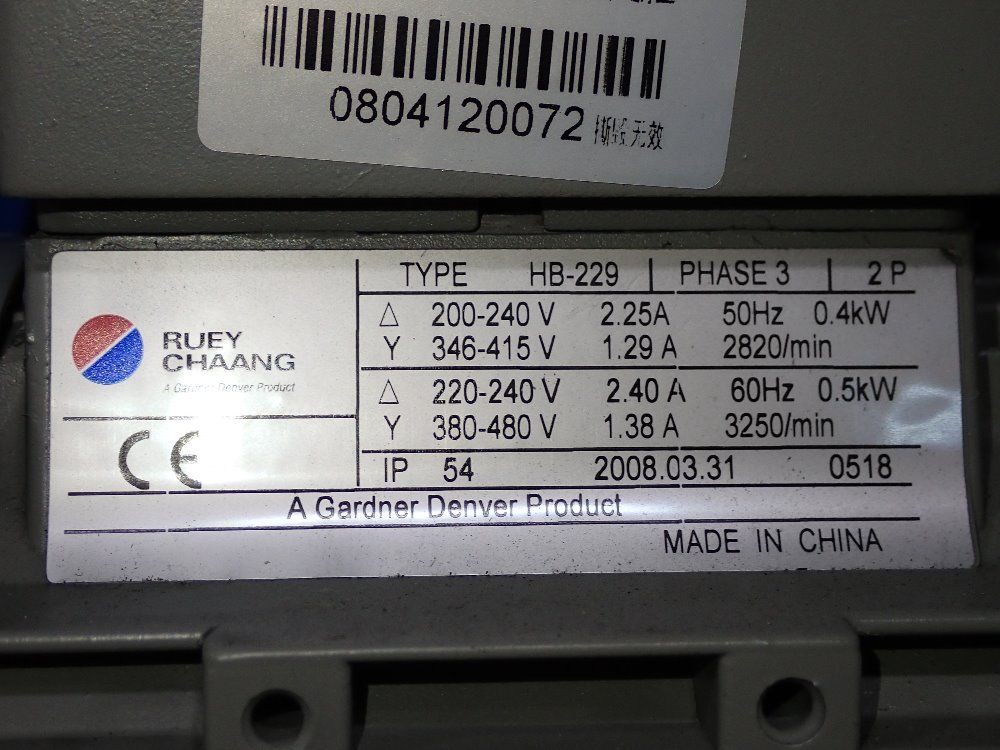 0804120072 撕毁无效
RUEY
CHAANG
A Gardner Denver Product
CE
TYPE HB-229 PHASE 3 2 P
△ 200-240 V 2.25A 50Hz 0.4kW
Y 346-415 V 1.29 A 2820/min
△ 220-240 V 2.40 A 60Hz 0.5kW
Y 380-480 V 1.38 A 3250/min
IP 54 2008.03.31 0518
A Gardner Denver Product
MADE IN CHINA